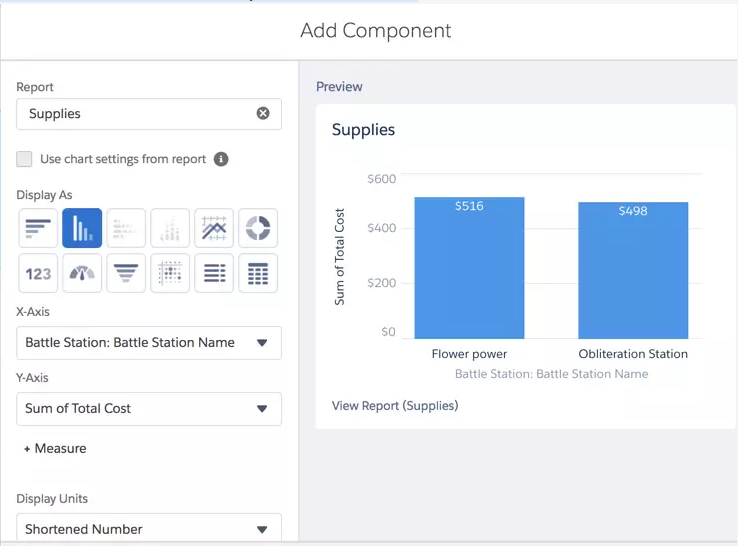 Add Component
Report
Supplies
Use chart settings from report
Display As
123
X-Axis
Battle Station: Battle Station Name
Y-Axis
Sum of Total Cost
+ Measure
Display Units
Shortened Number
Preview
Supplies
Sum of Total Cost
$600
$400
$200
$0
$516
$498
Flower power
Obliteration Station
Battle Station: Battle Station Name
View Report (Supplies)